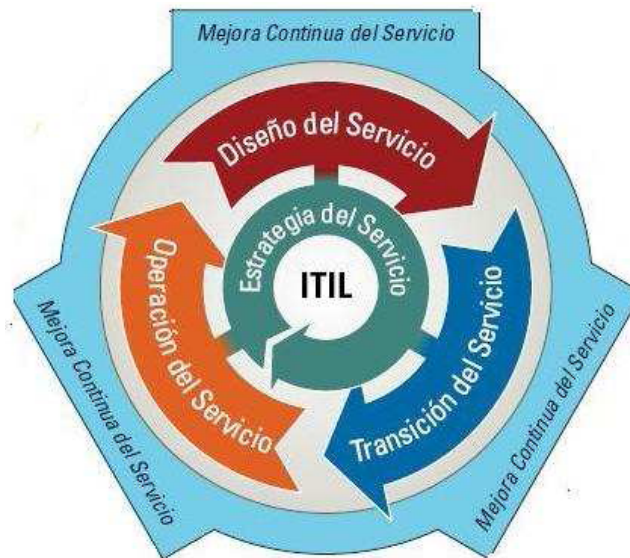 Mejora Continua del Servicio
Diseño del Servicio
Estrategia del Servicio
ITIL
Operación del Servicio
Transición del Servicio
Mejora Continua del Servicio
Mejora Continua del Servicio